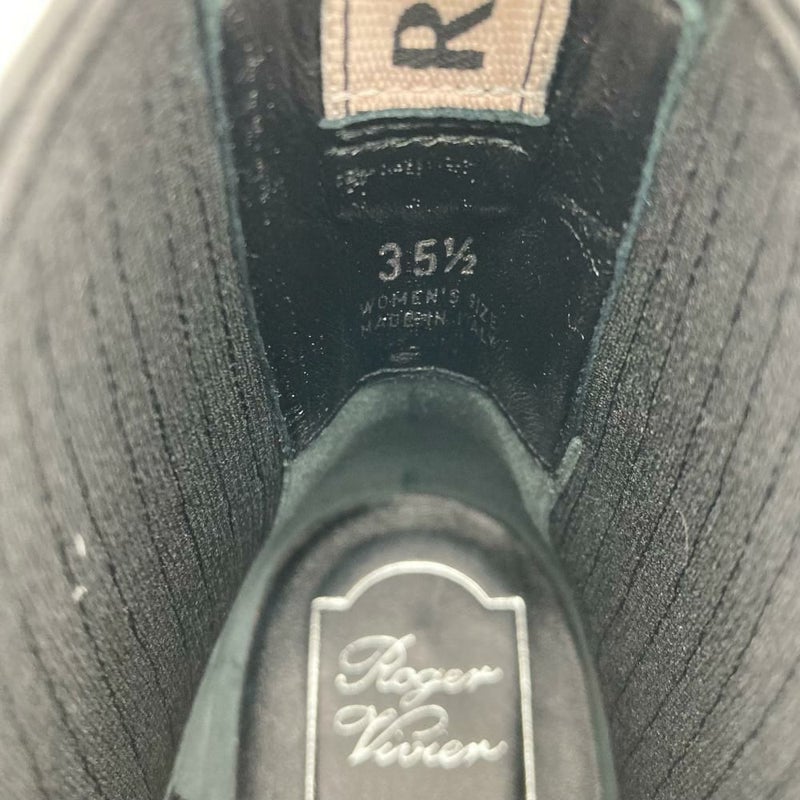 R
35½
WOMEN'S SIZE
MADE IN ITALY
Roger
Vivier